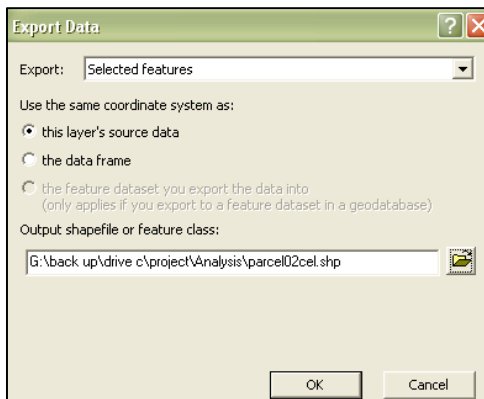 Export Data
Export: Selected features
Use the same coordinate system as:
this layer's source data
the data frame
the feature dataset you export the data into
(only applies if you export to a feature dataset in a geodatabase)
Output shapefile or feature class:
G:\back up\drive c\project\Analysis\parcel02cel.shp
OK Cancel